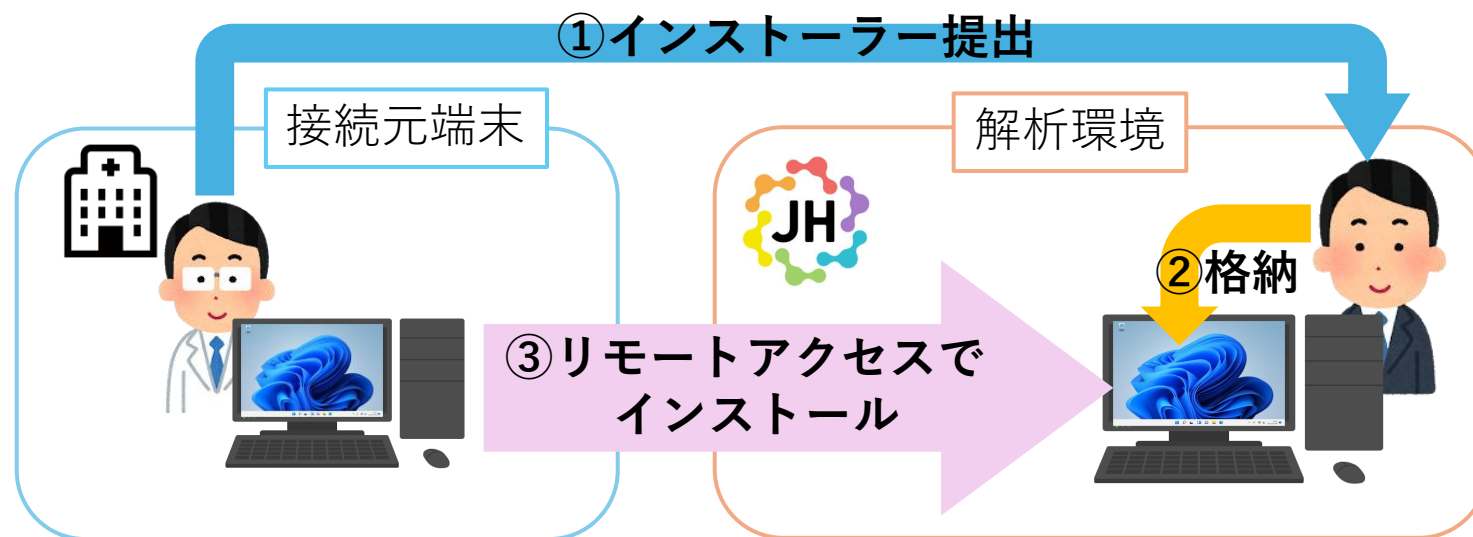 ①インストーラー提出
接続元端末
解析環境
JH
②格納
③リモートアクセスで
インストール